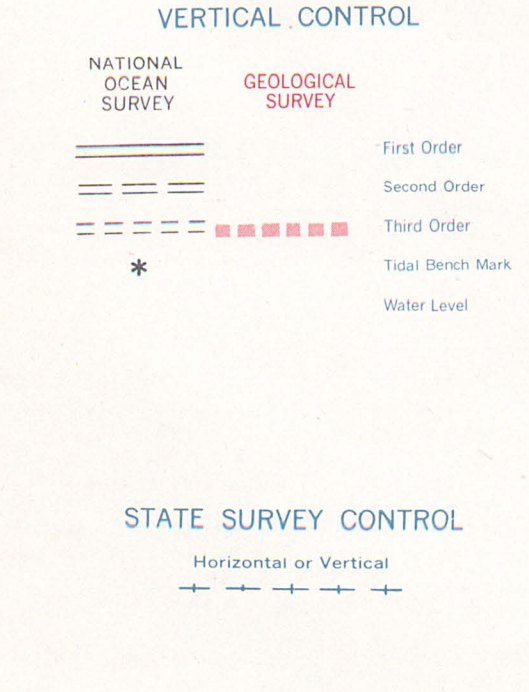 VERTICAL CONTROL
NATIONAL
OCEAN
SURVEY
GEOLOGICAL
SURVEY
First Order
Second Order
Third Order
Tidal Bench Mark
Water Level
STATE SURVEY CONTROL
Horizontal or Vertical